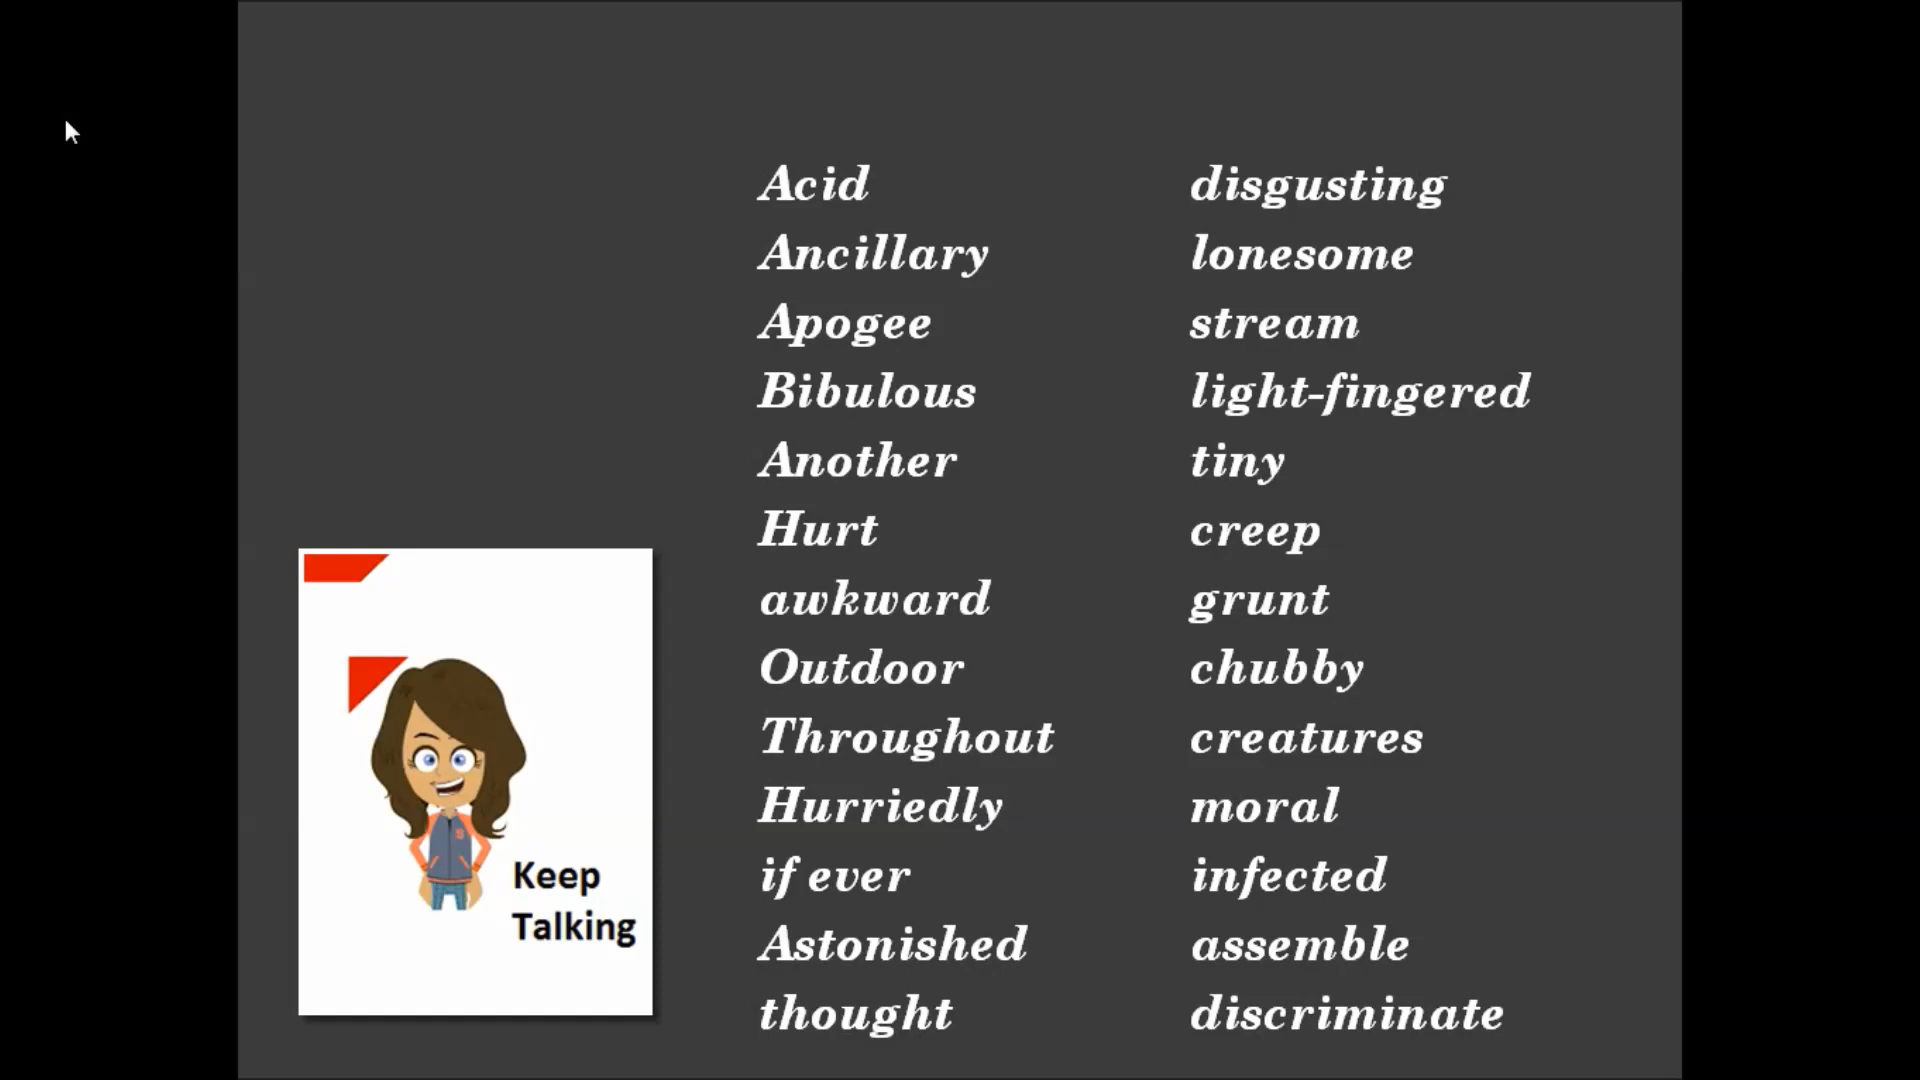 Acid
Ancillary
Apogee
Bibulous
Another
Hurt
awkward
Outdoor
Throughout
Hurriedly
if ever
Astonished
thought
disgusting
lonesome
stream
light-fingered
tiny
creep
grunt
chubby
creatures
moral
infected
assemble
discriminate
Keep
Talking
S